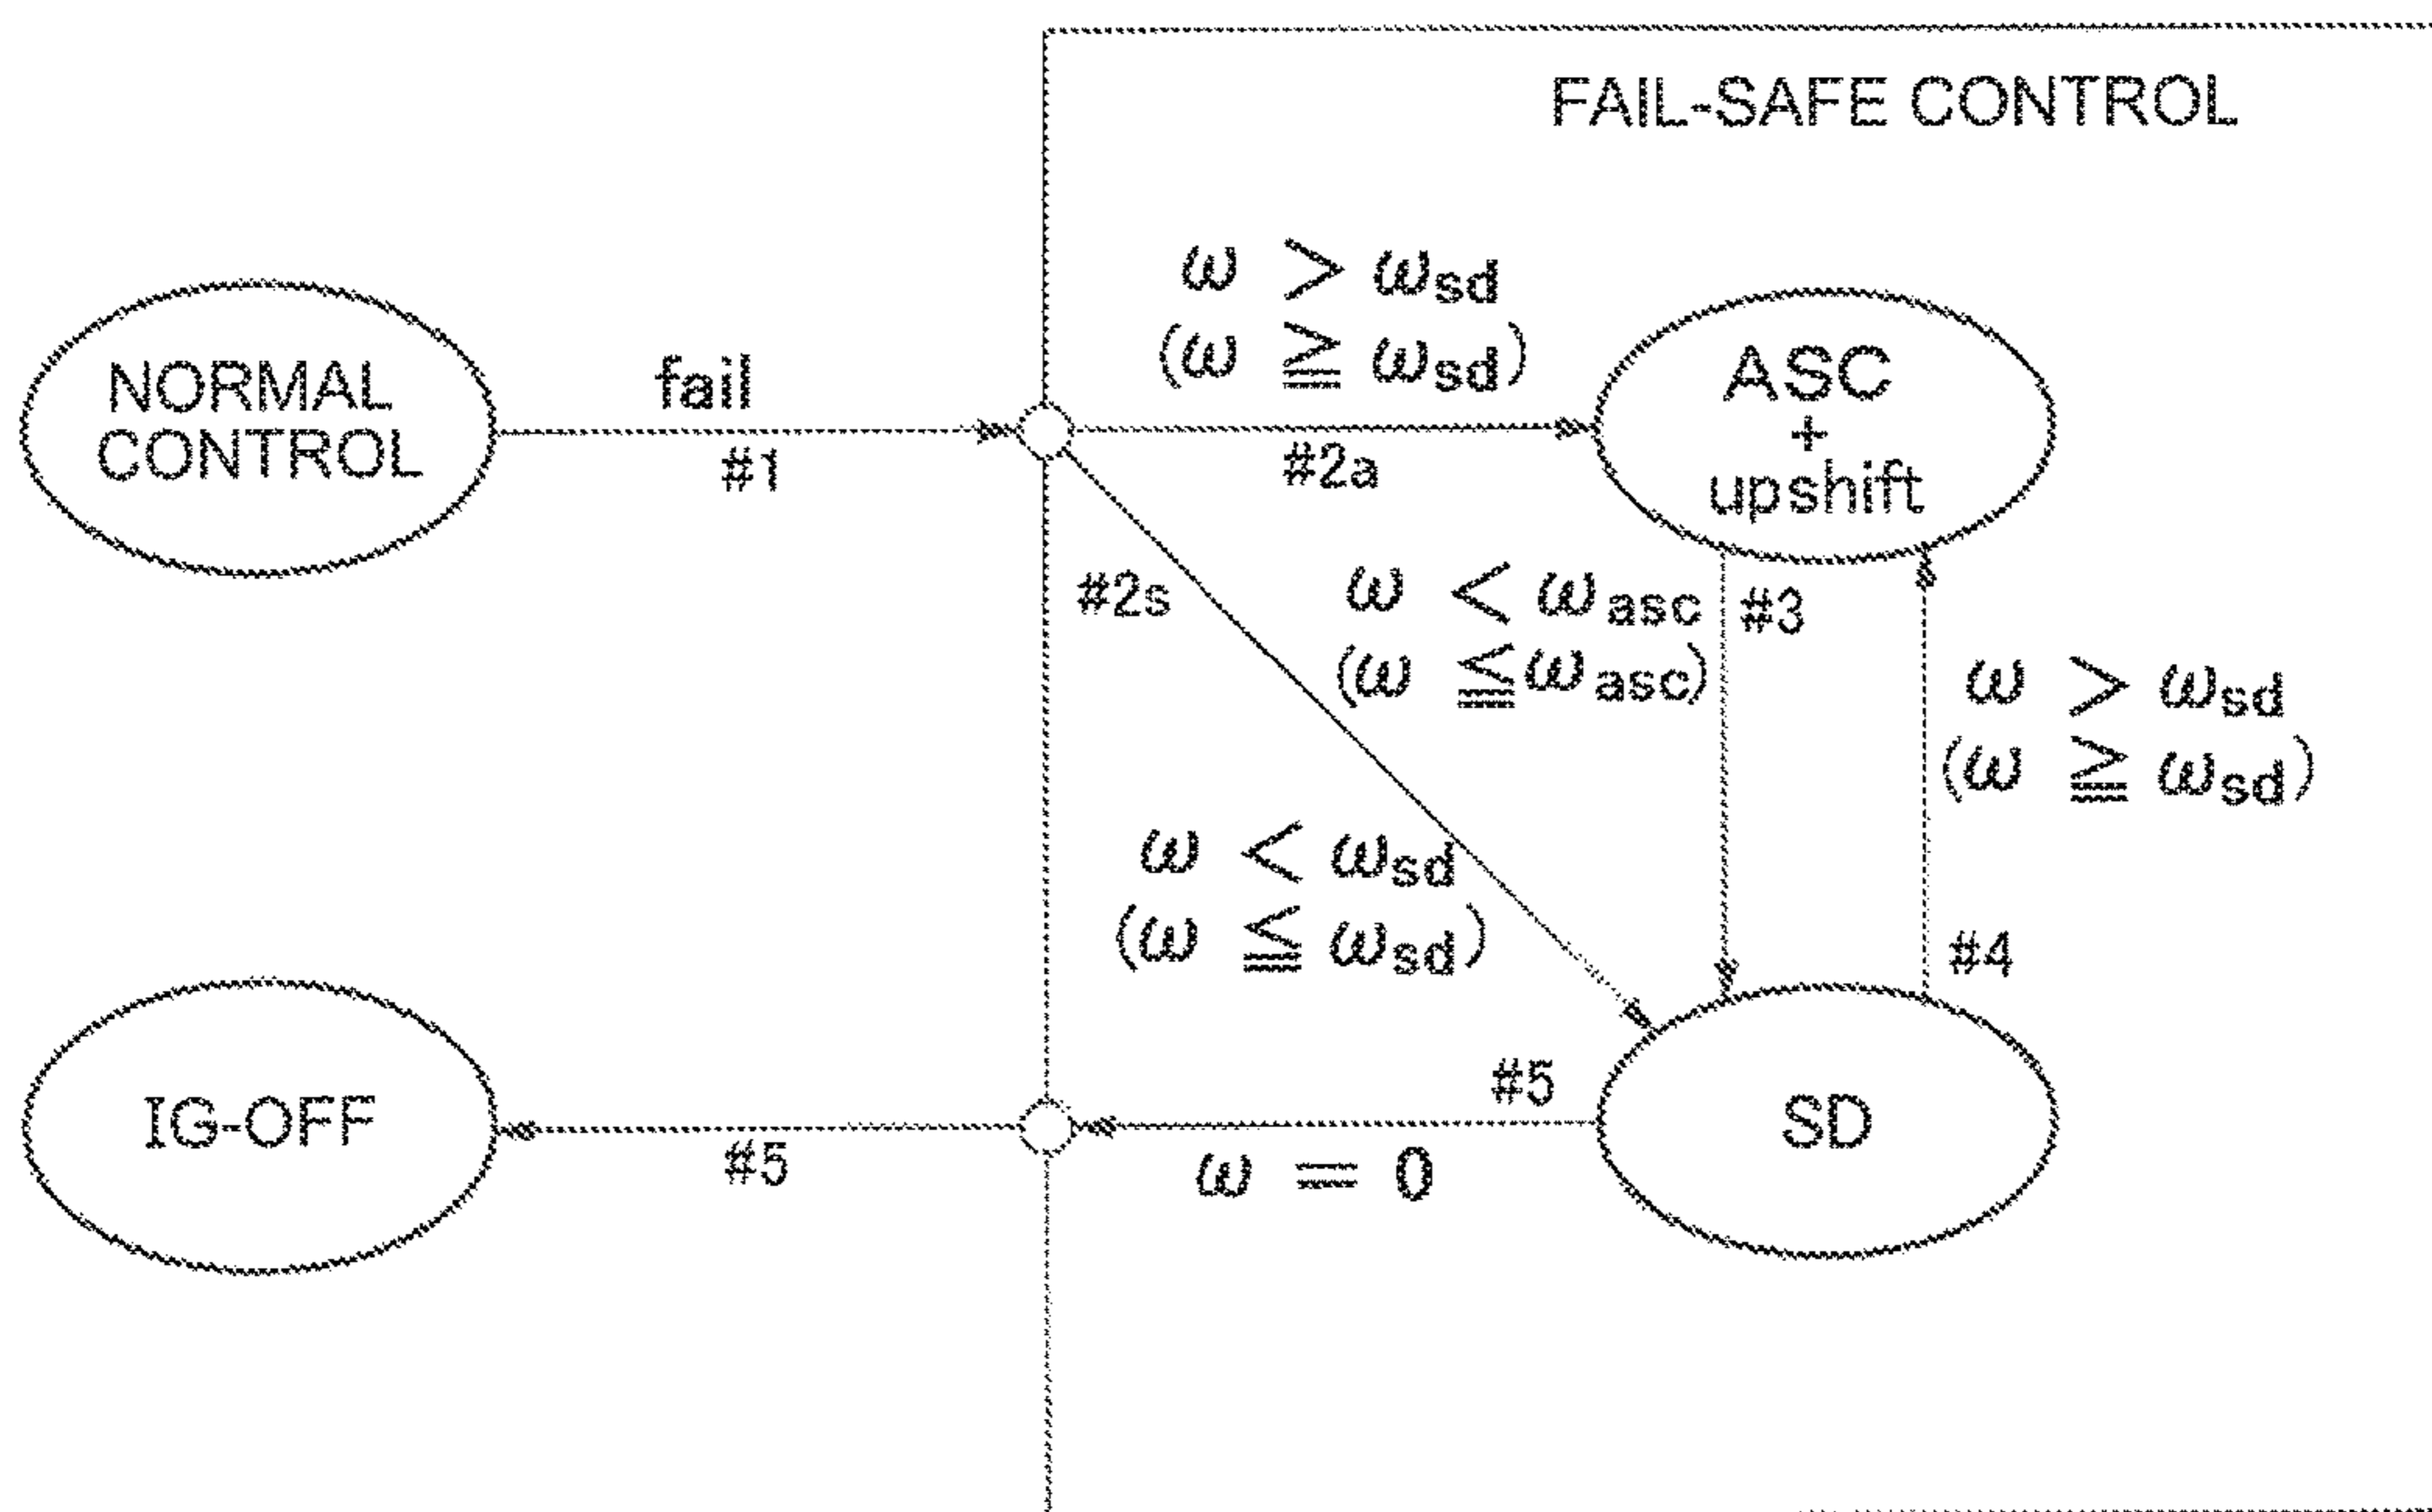 FAIL-SAFE CONTROL
ω > ωsd
(ω ≧ ωsd)
NORMAL
CONTROL
fail
#1
#2a
ASC
+
upshift
#2s
ω < ωasc
(ω ≦ ωasc)
#3
ω > ωsd
(ω ≧ ωsd)
ω < ωsd
(ω ≦ ωsd)
#4
IG-OFF
#5
#5
ω = 0
SD